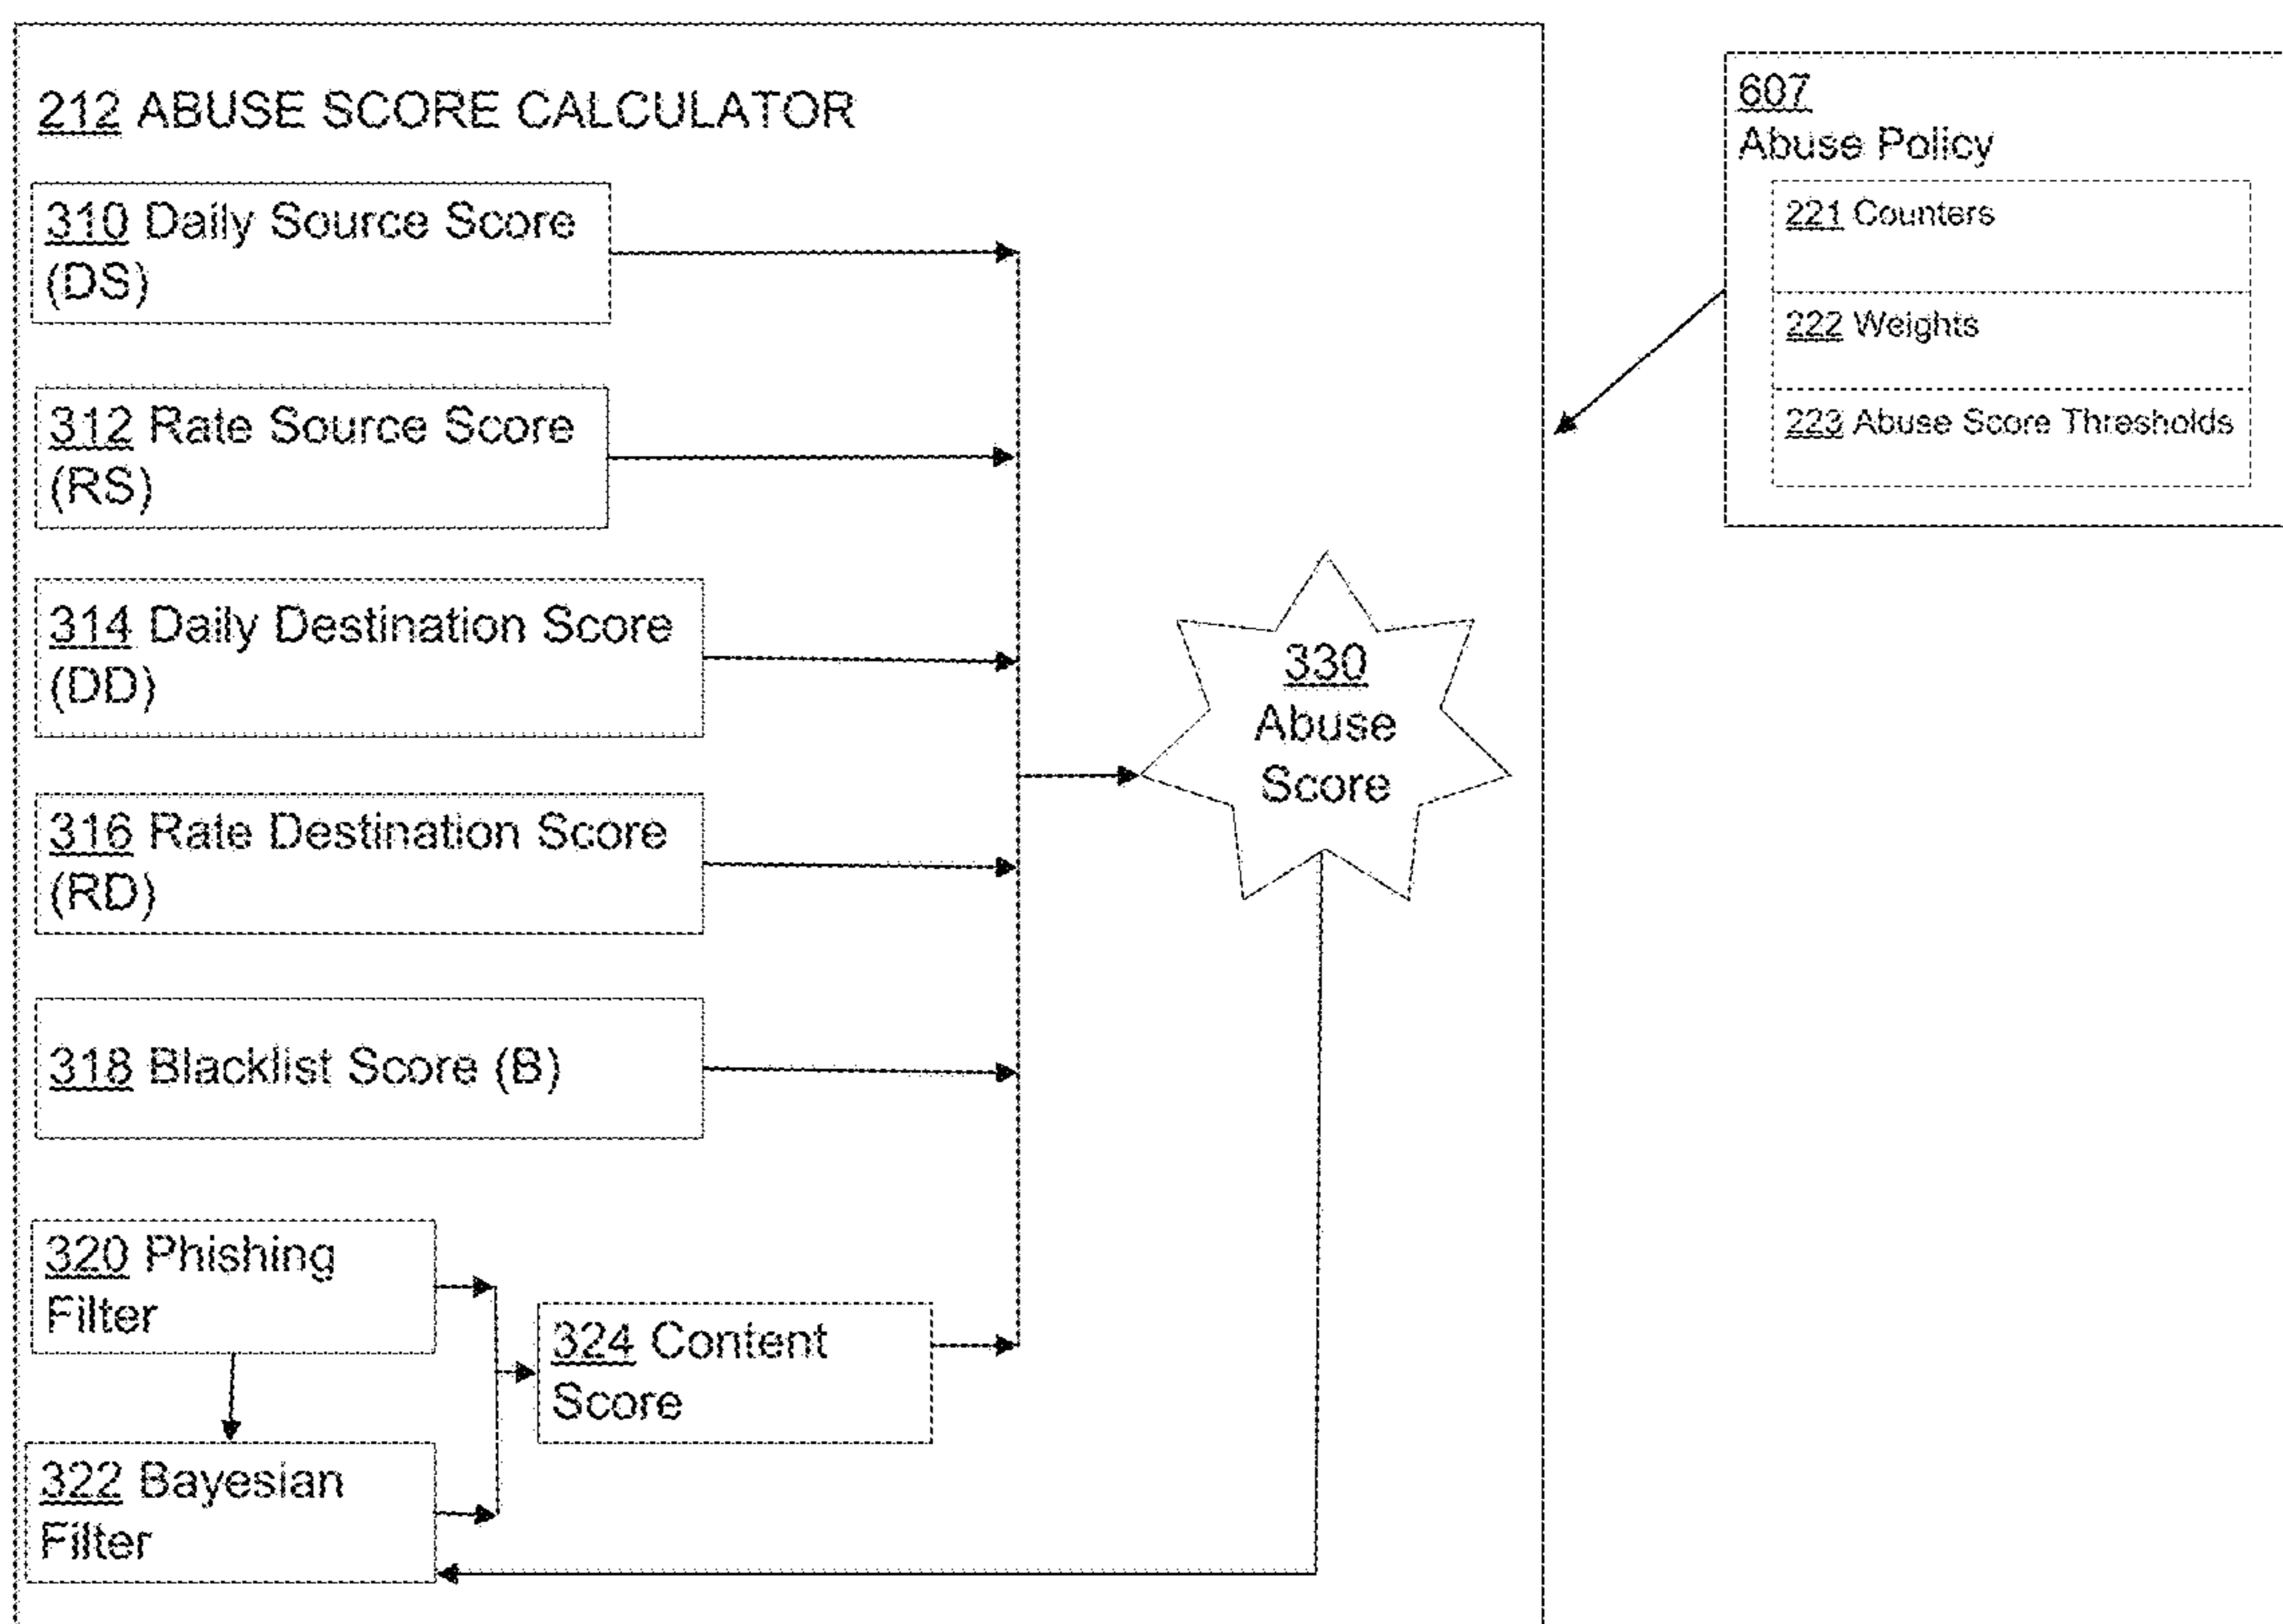 212 ABUSE SCORE CALCULATOR
310 Daily Source Score
(DS)
312 Rate Source Score
(RS)
314 Daily Destination Score
(DD)
316 Rate Destination Score
(RD)
318 Blacklist Score (B)
320 Phishing
Filter
322 Bayesian
Filter
324 Content
Score
330
Abuse
Score
607
Abuse Policy
221 Counters
222 Weights
223 Abuse Score Thresholds